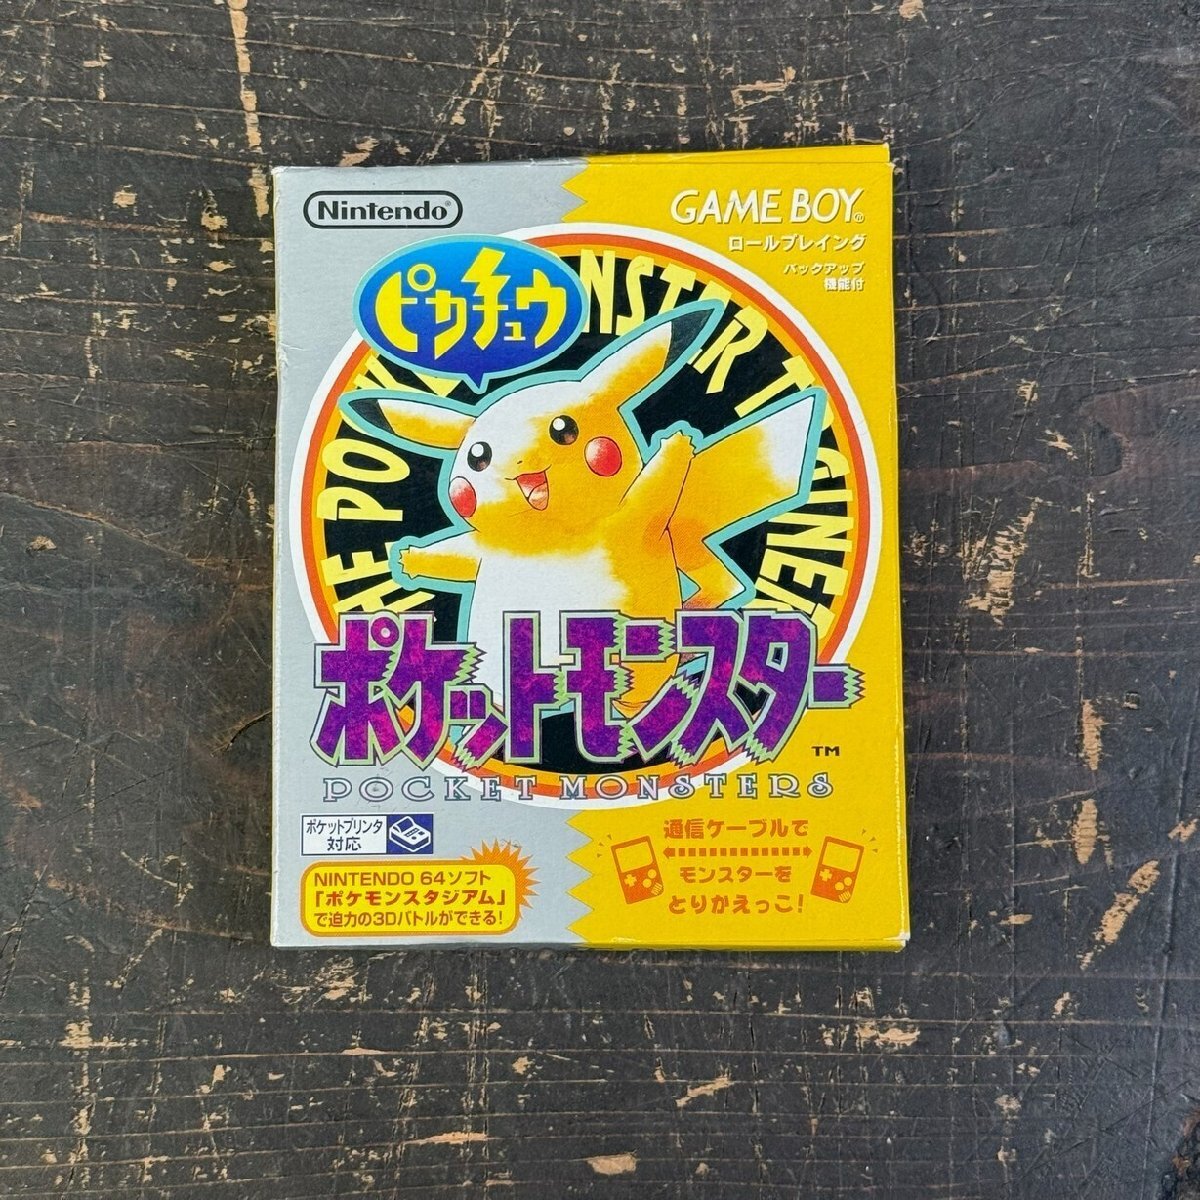 Nintendo®
GAME BOY®
ロールプレイング
バックアップ
機能付
ピカチュウ
ポケットモンスター
TM
POCKET MONSTERS
ポケットプリンタ
対応
NINTENDO 64ソフト
「ポケモンスタジアム」
で迫力の3Dバトルができる!
通信ケーブルで
モンスターを
とりかえっこ!